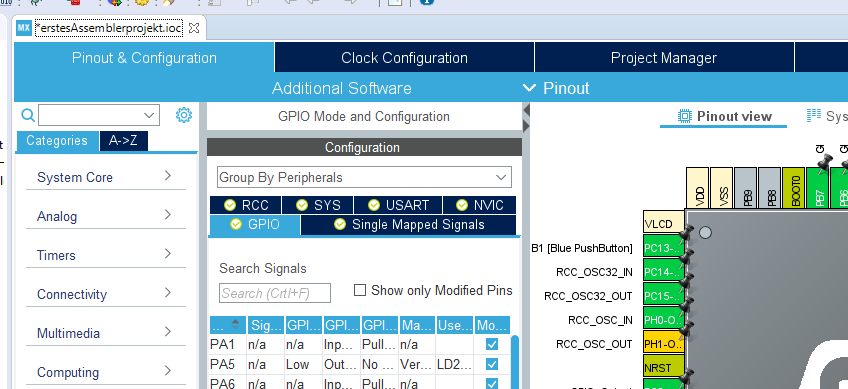 MX *erstesAssemblerprojekt.ioc
Pinout & Configuration
Clock Configuration
Project Manager
Additional Software
Pinout
GPIO Mode and Configuration
Pinout view
Sys
Categories
A->Z
Configuration
System Core
Group By Peripherals
RCC
SYS
USART
NVIC
Analog
GPIO
Single Mapped Signals
Timers
Search Signals
Search (Crtl+F)
Show only Modified Pins
Connectivity
Multimedia
Computing
... Sig... GPI... GPI... GPI... Ma... Use... Mo...
PA1 n/a n/a Inp... Pull... n/a
PA5 n/a Low Out... No ... Ver... LD2...
PA6 n/a n/a Inp... Pull... n/a
VDD
VSS
PB9
PB8
BOOT0
PB7
PB6
VLCD
B1 [Blue PushButton] PC13-..
RCC_OSC32_IN PC14-..
RCC_OSC32_OUT PC15-..
RCC_OSC_IN PH0-O..
RCC_OSC_OUT PH1-O..
NRST